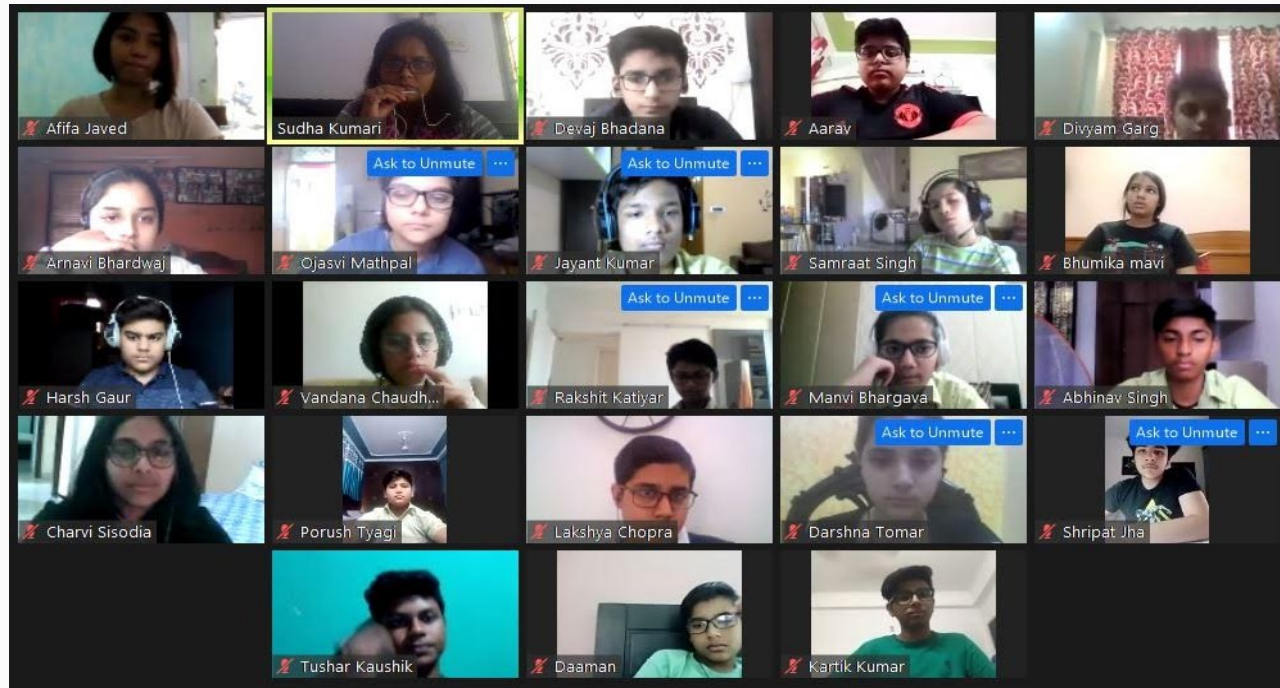 Afifa Javed
Sudha Kumari
Devaj Bhadana
Aarav
Divyam Garg
Arnavi Bhardwaj
Ask to Unmute ...
Ojasvi Mathpal
Ask to Unmute ...
Jayant Kumar
Samraat Singh
Bhumika mavi
Harsh Gaur
Vandana Chaudh...
Ask to Unmute ...
Rakshit Katiyar
Ask to Unmute ...
Manvi Bhargava
Abhinav Singh
Charvi Sisodia
Porush Tyagi
Lakshya Chopra
Ask to Unmute ...
Darshna Tomar
Ask to Unmute ...
Shripat Jha
Tushar Kaushik
Daaman
Kartik Kumar